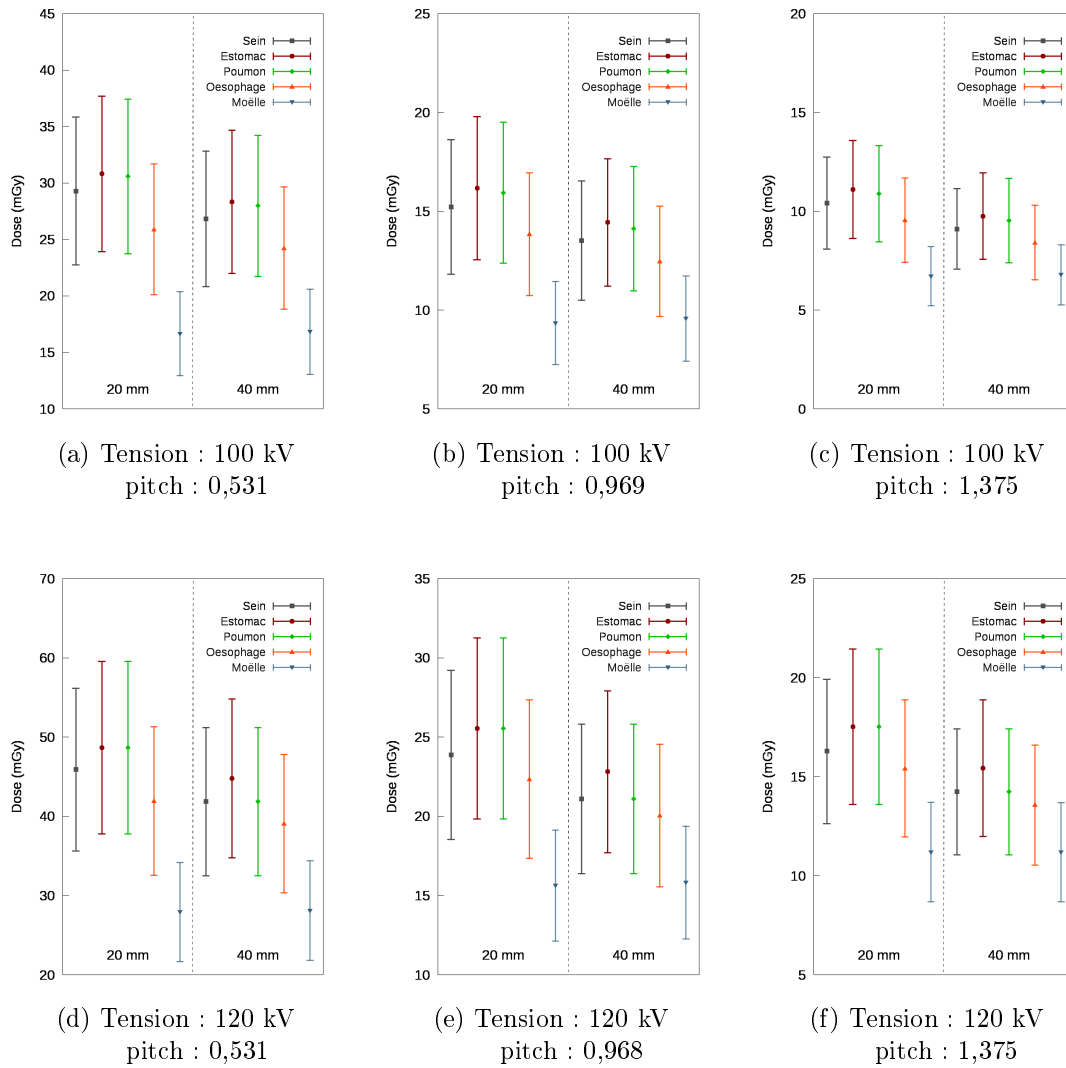 45
40
35
30
25
20
15
10
Dose (mGy)
Sein
Estomac
Poumon
Oesophage
Moëlle
20 mm
40 mm
(a) Tension : 100 kV
pitch : 0,531
25
20
15
10
5
Dose (mGy)
Sein
Estomac
Poumon
Oesophage
Moëlle
20 mm
40 mm
(b) Tension : 100 kV
pitch : 0,969
20
15
10
5
0
Dose (mGy)
Sein
Estomac
Poumon
Oesophage
Moëlle
20 mm
40 mm
(c) Tension : 100 kV
pitch : 1,375
70
60
50
40
30
20
Dose (mGy)
Sein
Estomac
Poumon
Oesophage
Moëlle
20 mm
40 mm
(d) Tension : 120 kV
pitch : 0,531
35
30
25
20
15
10
Dose (mGy)
Sein
Estomac
Poumon
Oesophage
Moëlle
20 mm
40 mm
(e) Tension : 120 kV
pitch : 0,968
25
20
15
10
5
Dose (mGy)
Sein
Estomac
Poumon
Oesophage
Moëlle
20 mm
40 mm
(f) Tension : 120 kV
pitch : 1,375